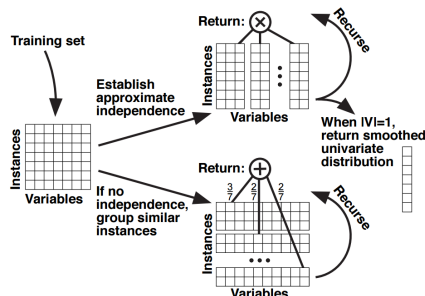 Training set
Instances
Variables
Establish
approximate
independence
If no
independence,
group similar
instances
Return:
Instances
Variables
Recurse
When |V|=1,
return smoothed
univariate
distribution
Return: +
3/7 2/7 2/7
Instances
Variables
Recurse